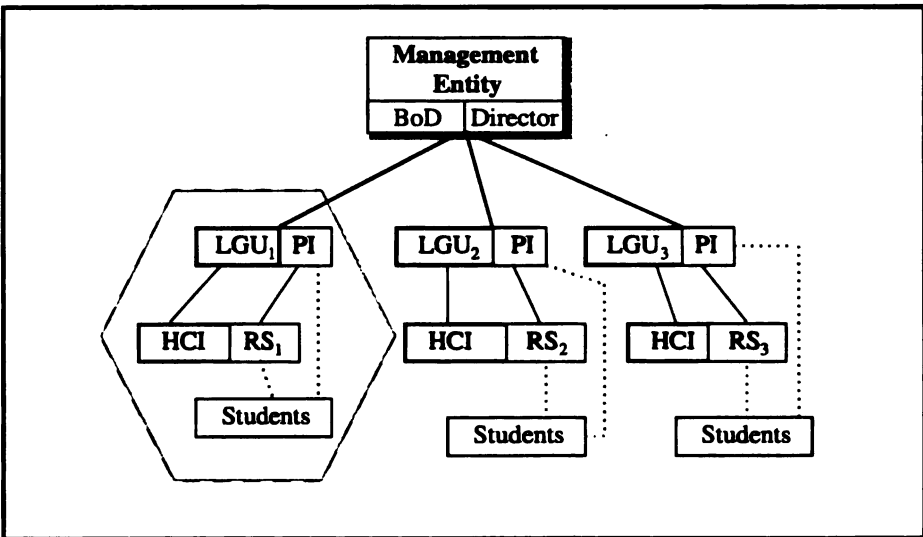 Management
Entity
BoD Director
LGU₁ PI LGU₂ PI LGU₃ PI
HCI RS₁ HCI RS₂ HCI RS₃
Students
Students Students